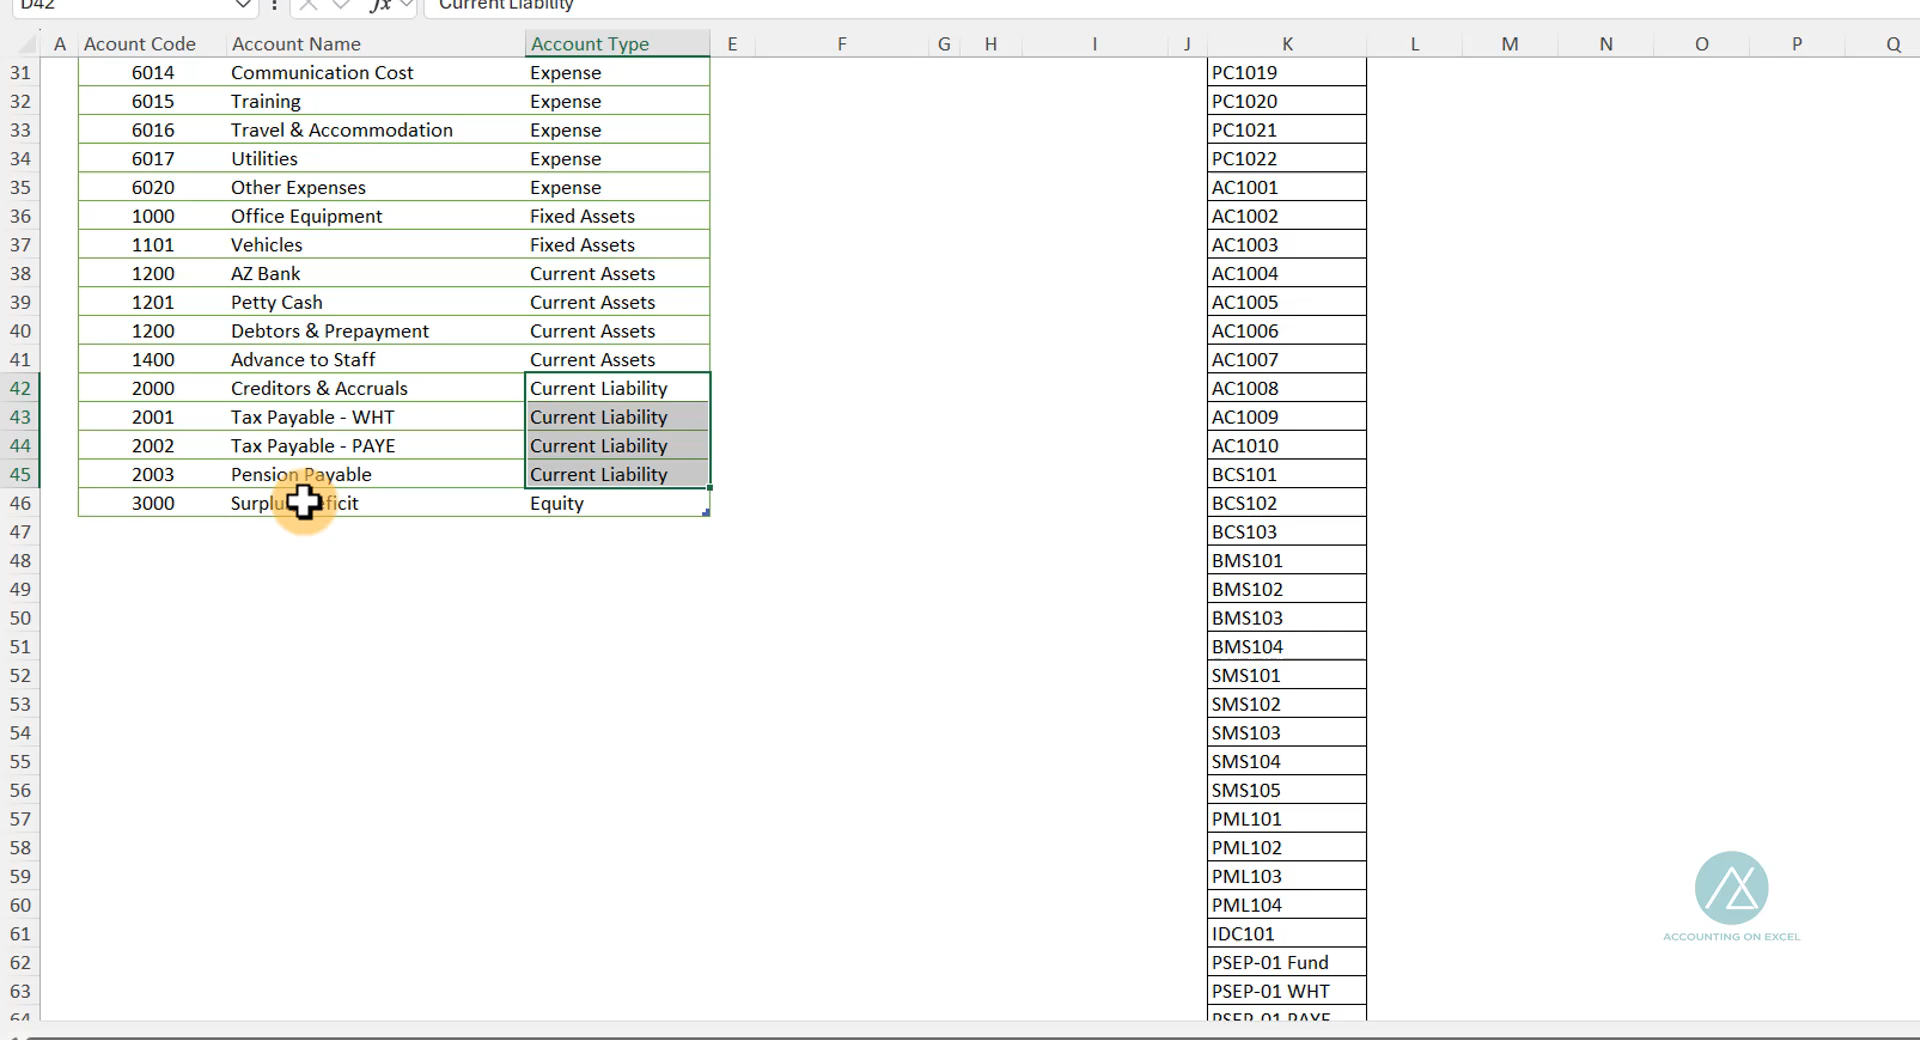 D42 fx Current Liability
A Acount Code Account Name Account Type E F G H I J K L M N O P Q
31 6014 Communication Cost Expense PC1019
32 6015 Training Expense PC1020
33 6016 Travel & Accommodation Expense PC1021
34 6017 Utilities Expense PC1022
35 6020 Other Expenses Expense AC1001
36 1000 Office Equipment Fixed Assets AC1002
37 1101 Vehicles Fixed Assets AC1003
38 1200 AZ Bank Current Assets AC1004
39 1201 Petty Cash Current Assets AC1005
40 1200 Debtors & Prepayment Current Assets AC1006
41 1400 Advance to Staff Current Assets AC1007
42 2000 Creditors & Accruals Current Liability AC1008
43 2001 Tax Payable - WHT Current Liability AC1009
44 2002 Tax Payable - PAYE Current Liability AC1010
45 2003 Pension Payable Current Liability BCS101
46 3000 Equity BCS102
47 BCS103
48 BMS101
49 BMS102
50 BMS103
51 BMS104
52 SMS101
53 SMS102
54 SMS103
55 SMS104
56 SMS105
57 PML101
58 PML102
59 PML103
60 PML104
61 IDC101
62 PSEP-01 Fund
63 PSEP-01 WHT
64 PSEP-01 PAYE
ACCOUNTING ON EXCEL